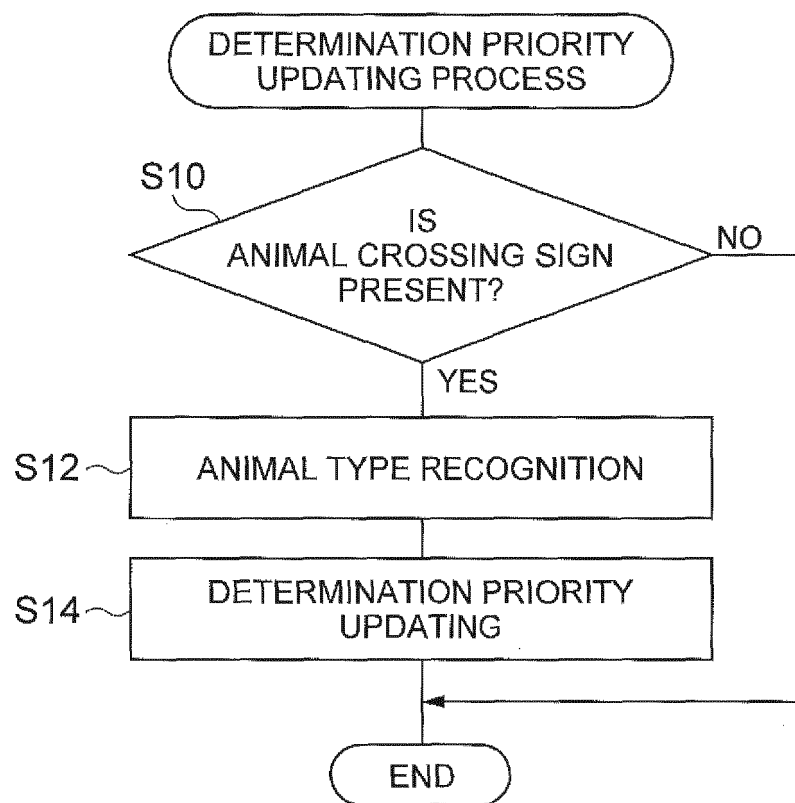 DETERMINATION PRIORITY
UPDATING PROCESS
S10
IS
ANIMAL CROSSING SIGN
PRESENT?
NO
YES
S12
ANIMAL TYPE RECOGNITION
S14
DETERMINATION PRIORITY
UPDATING
END